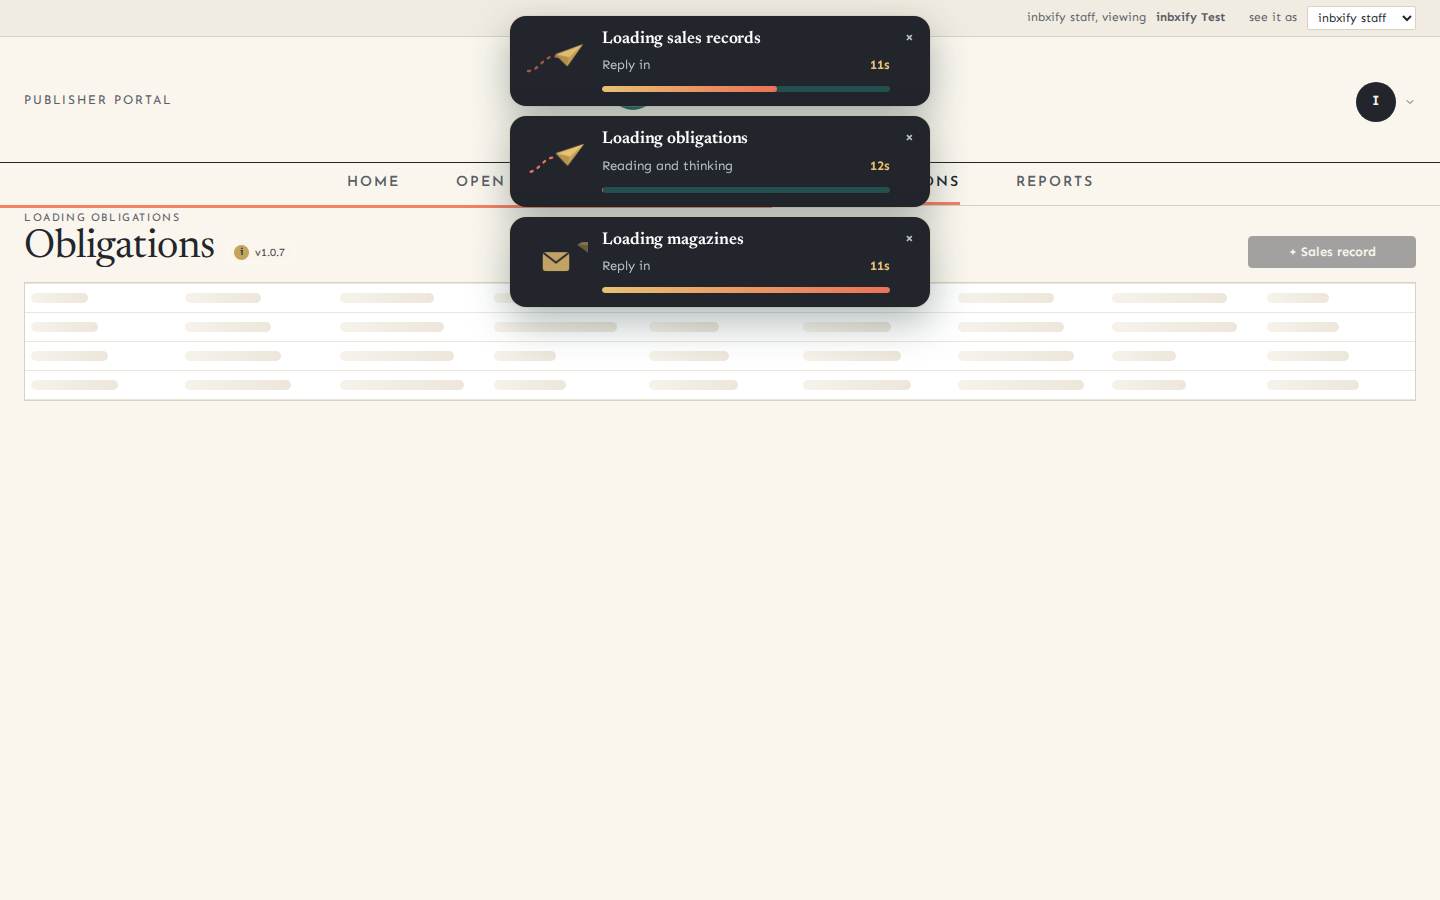 inbxify staff, viewing inbxify Test see it as inbxify staff
Loading sales records ×
Reply in 11s
PUBLISHER PORTAL
I
Loading obligations ×
Reading and thinking 12s
HOME OPEN REPORTS
LOADING OBLIGATIONS
Obligations i v1.0.7
Loading magazines ×
Reply in 11s
+ Sales record